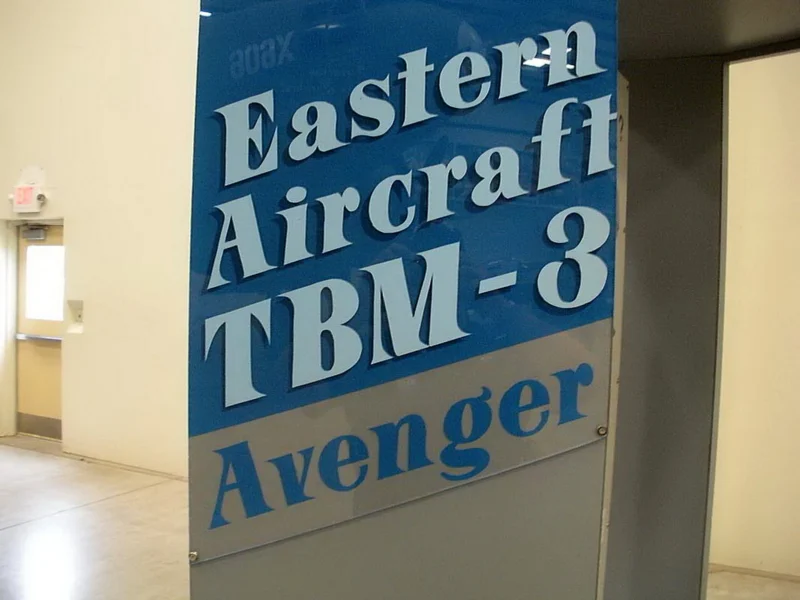 Eastern
Aircraft
TBM-3
Avenger